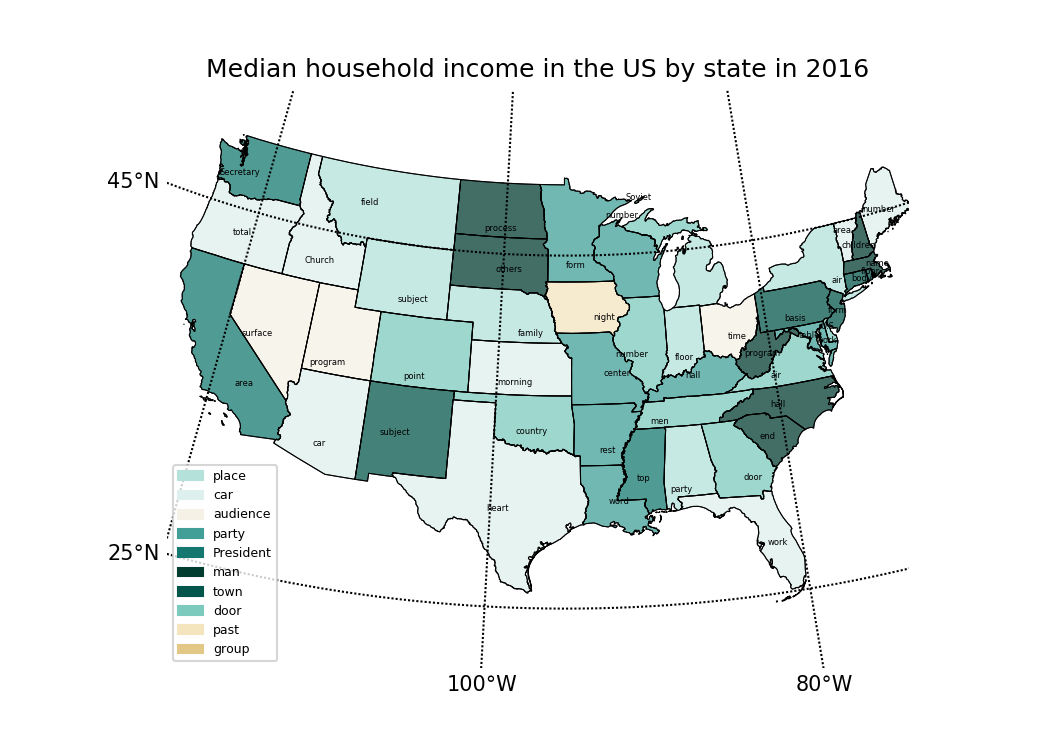 Median household income in the US by state in 2016
45°N
25°N
100°W
80°W
Secretary
total
Church
field
process
others
form
number
Soviet
subject
surface
program
area
point
family
night
morning
number
center
floor
time
basis
air
area
children
number
name
body
form
program
air
hall
hall
end
men
country
rest
car
subject
heart
word
top
party
door
work
place
car
audience
party
President
man
town
door
past
group